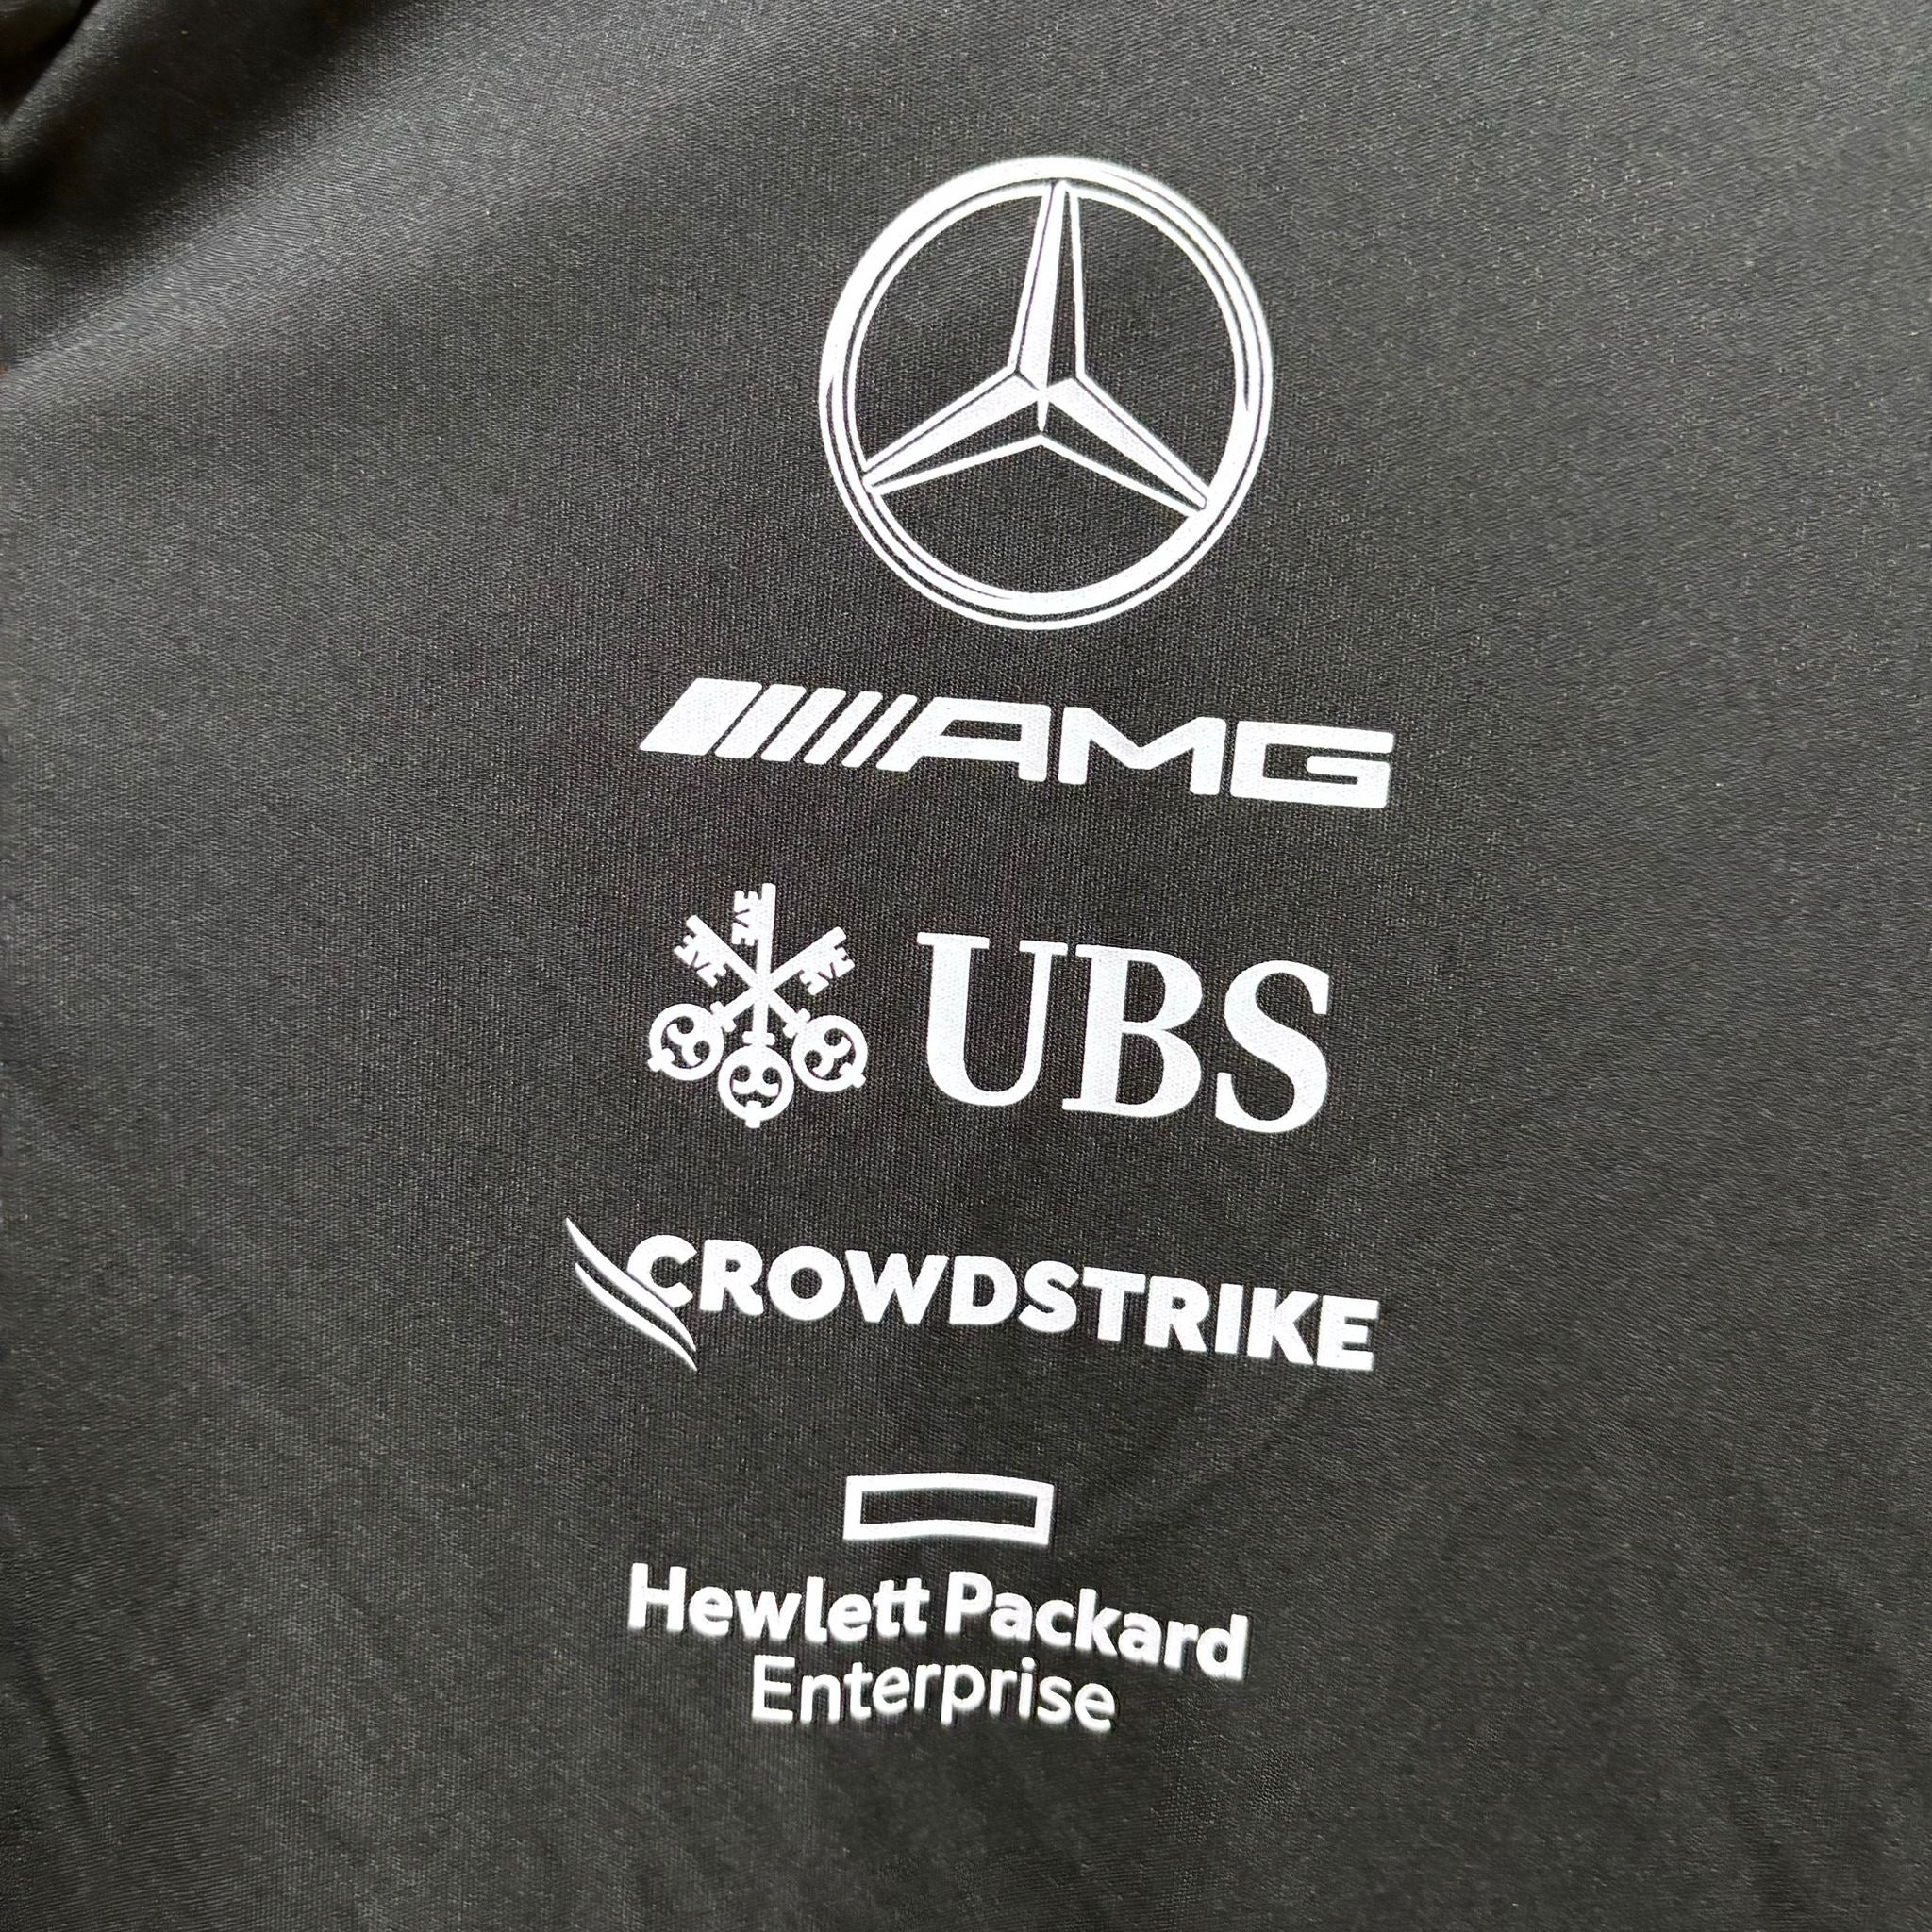 AMG
UBS
CROWDSTRIKE
Hewlett Packard
Enterprise